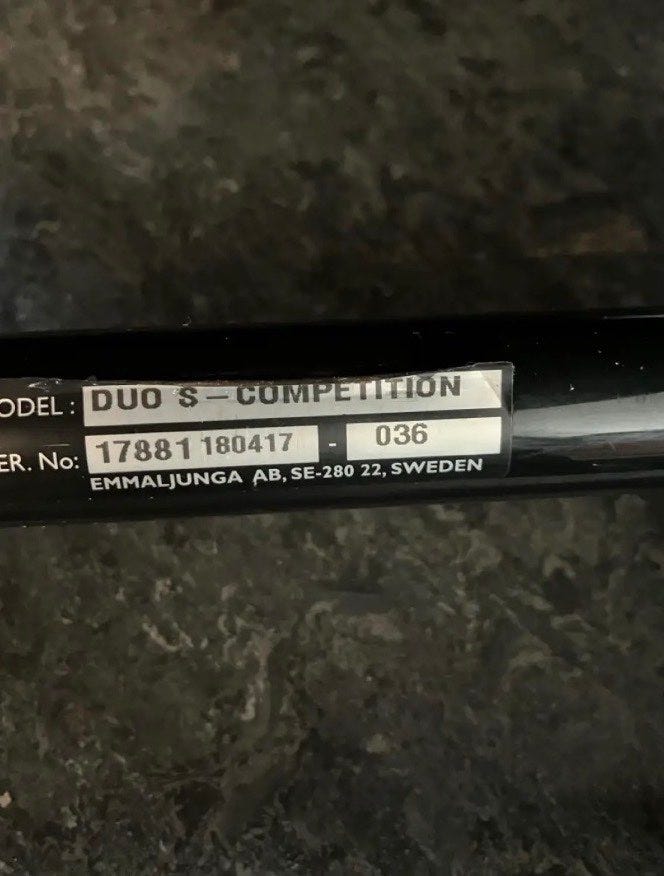 ODEL : DUO S – COMPETITION
ER. No: 17881 180417 - 036
EMMALJUNGA AB, SE-280 22, SWEDEN